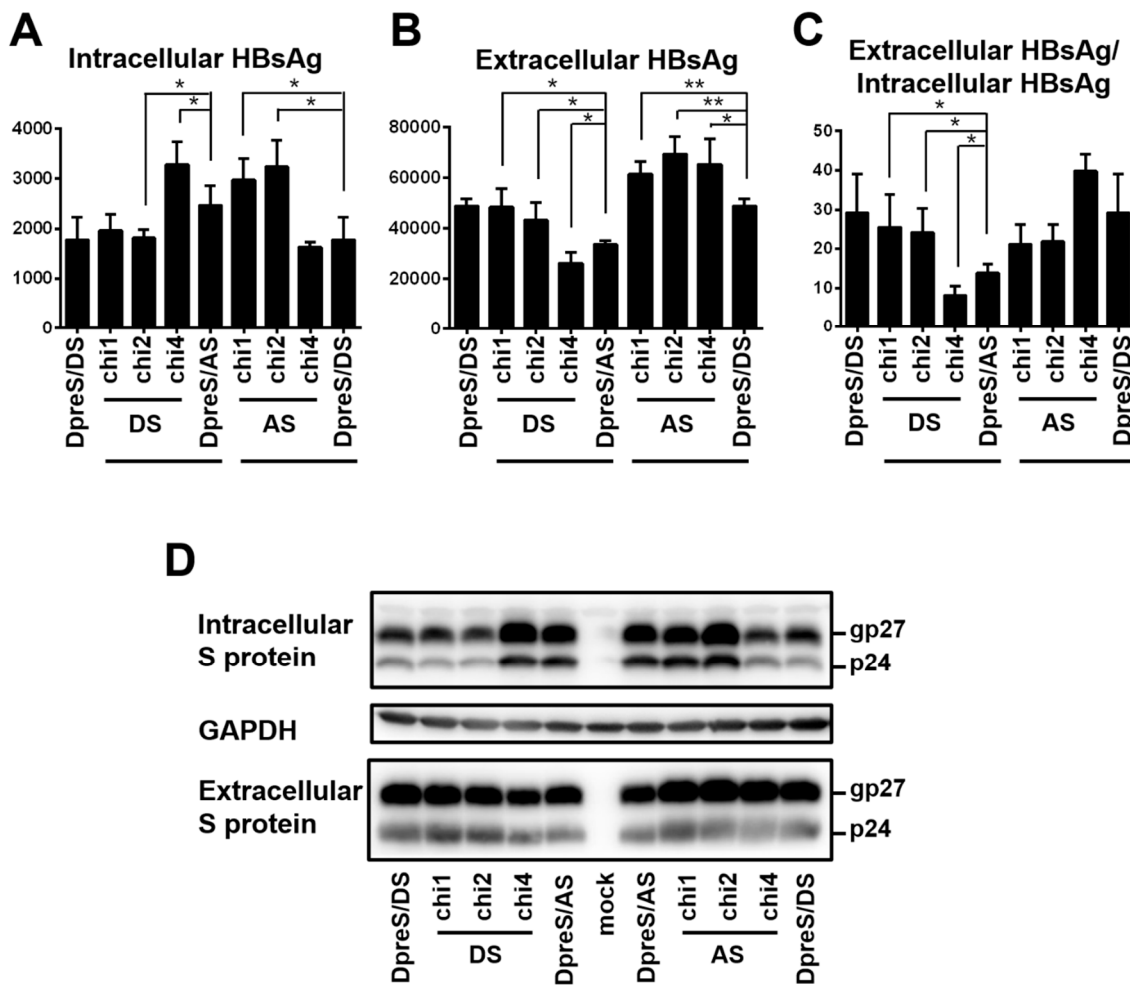 A
Intracellular HBsAg
*
*
*
*
4000
3000
2000
1000
0
DpreS/DS
chi1
chi2
chi4
DpreS/AS
chi1
chi2
chi4
DpreS/DS
DS
AS
B
Extracellular HBsAg
*
*
*
**
**
*
80000
60000
40000
20000
0
DpreS/DS
chi1
chi2
chi4
DpreS/AS
chi1
chi2
chi4
DpreS/DS
DS
AS
C
Extracellular HBsAg/
Intracellular HBsAg
*
*
*
50
40
30
20
10
0
DpreS/DS
chi1
chi2
chi4
DpreS/AS
chi1
chi2
chi4
DpreS/DS
DS
AS
D
Intracellular
S protein
gp27
p24
GAPDH
Extracellular
S protein
gp27
p24
DpreS/DS
chi1
chi2
chi4
DpreS/AS
mock
DpreS/AS
chi1
chi2
chi4
DpreS/DS
DS
AS